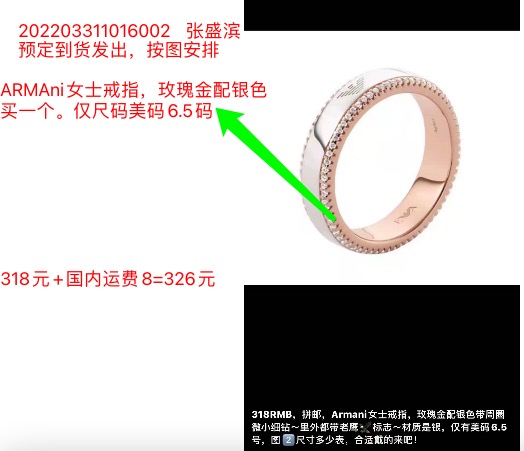 202203311016002 张盛滨
预定到货发出，按图安排
ARMAni女士戒指，玫瑰金配银色
买一个。仅尺码美码6.5码
318元+国内运费8=326元
318RMB，拼邮，Armani女士戒指，玫瑰金配银色带周圈
微小细钻～里外都带老鹰🦅标志～材质是银，仅有美码6.5
号，图2️⃣尺寸多少表，合适戴的来吧！